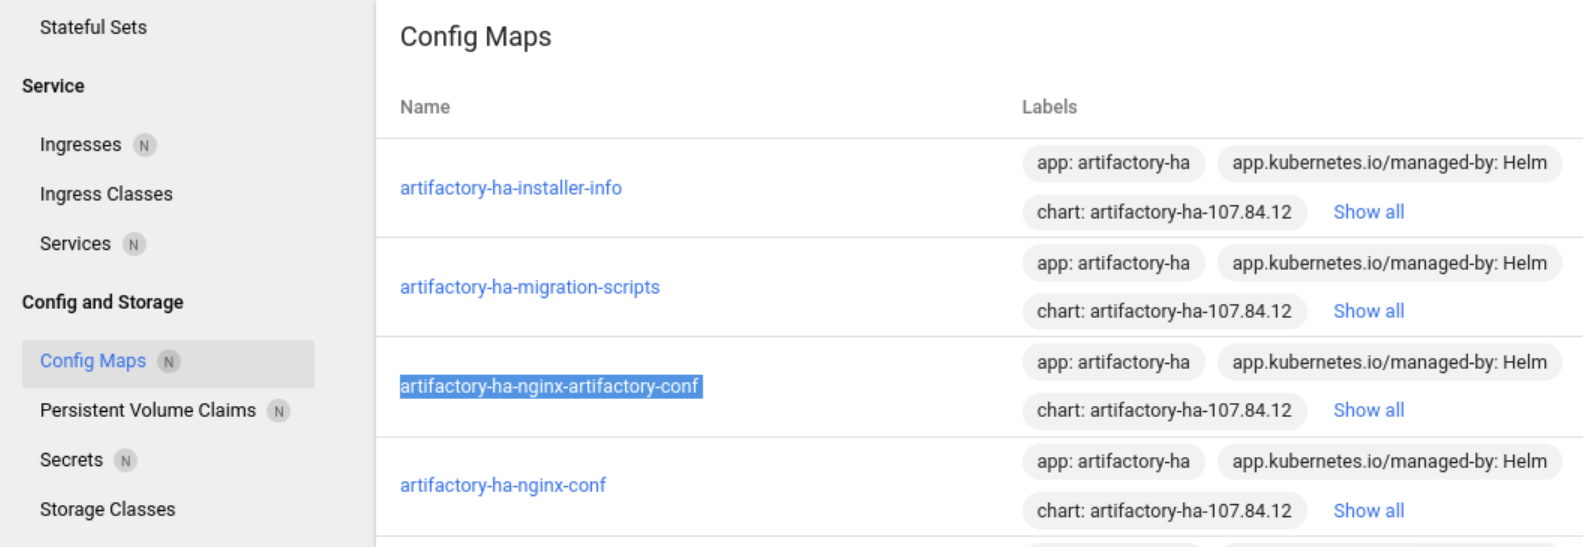 Stateful Sets
Service
Ingresses N
Ingress Classes
Services N
Config and Storage
Config Maps N
Persistent Volume Claims N
Secrets N
Storage Classes
Config Maps
Name Labels
artifactory-ha-installer-info
app: artifactory-ha app.kubernetes.io/managed-by: Helm
chart: artifactory-ha-107.84.12 Show all
artifactory-ha-migration-scripts
app: artifactory-ha app.kubernetes.io/managed-by: Helm
chart: artifactory-ha-107.84.12 Show all
artifactory-ha-nginx-artifactory-conf
app: artifactory-ha app.kubernetes.io/managed-by: Helm
chart: artifactory-ha-107.84.12 Show all
artifactory-ha-nginx-conf
app: artifactory-ha app.kubernetes.io/managed-by: Helm
chart: artifactory-ha-107.84.12 Show all